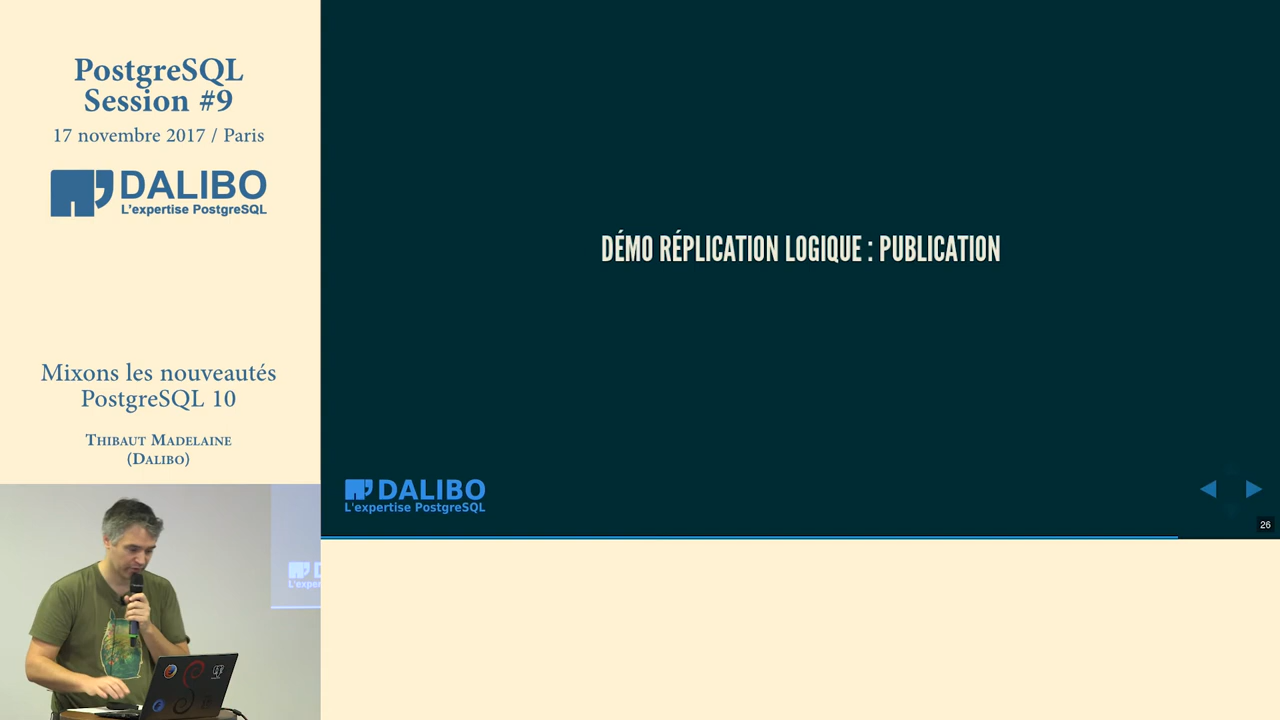 PostgreSQL
Session #9
17 novembre 2017 / Paris
DALIBO
L'expertise PostgreSQL
Mixons les nouveautés
PostgreSQL 10
Thibaut Madelaine
(Dalibo)
DÉMO RÉPLICATION LOGIQUE : PUBLICATION
DALIBO
L'expertise PostgreSQL
26